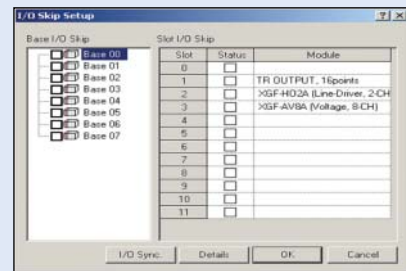 I/O Skip Setup
Base I/O Skip
Base 00
Base 01
Base 02
Base 03
Base 04
Base 05
Base 06
Base 07
Slot I/O Skip
Slot Status Module
0
1 TR OUTPUT, 16points
2 XGF-HO2A (Line-Driver, 2-CH
3 XGF-AV8A (Voltage, 8-CH)
4
5
6
7
8
9
10
11
I/O Sync. Details OK Cancel